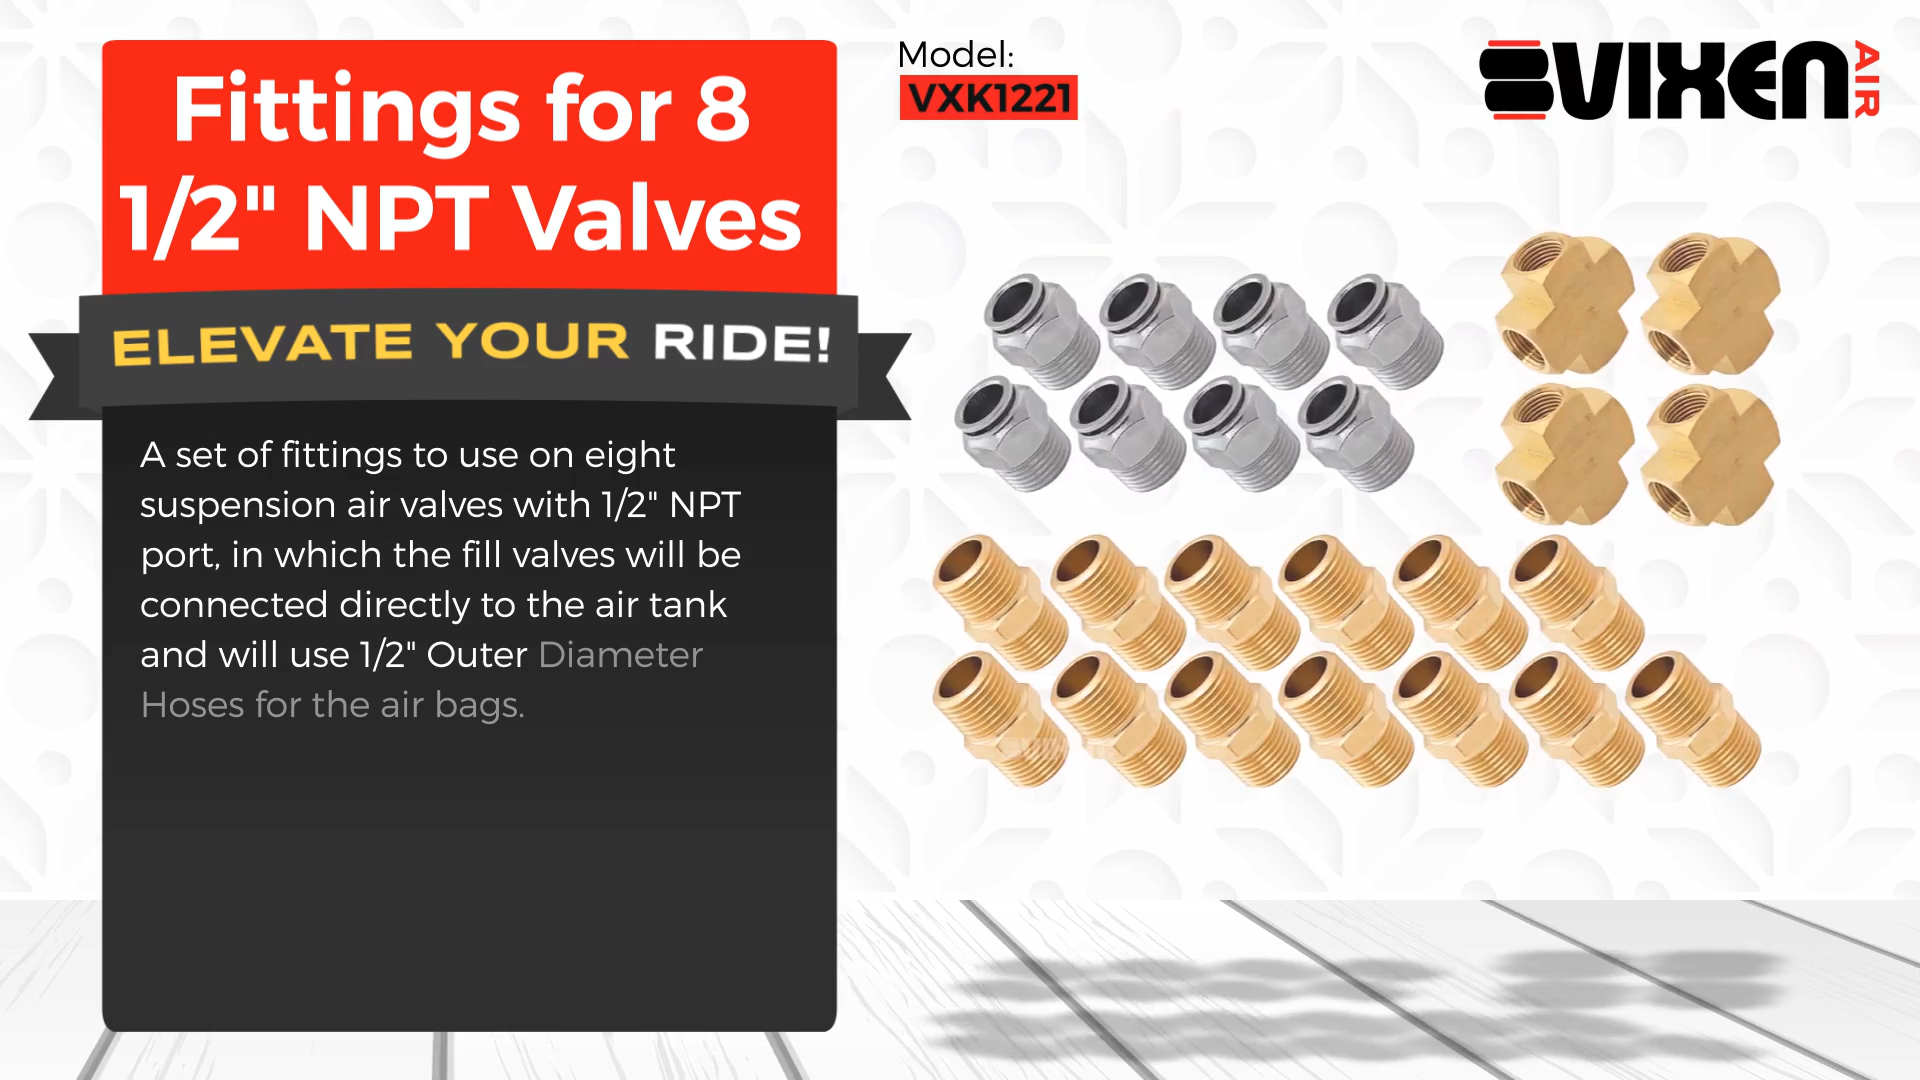 Fittings for 8
1/2" NPT Valves
ELEVATE YOUR RIDE!
A set of fittings to use on eight
suspension air valves with 1/2" NPT
port, in which the fill valves will be
connected directly to the air tank
and will use 1/2" Outer Diameter
Hoses for the air bags.
Model:
VXK1221
VIXEN AIR
VIXEN